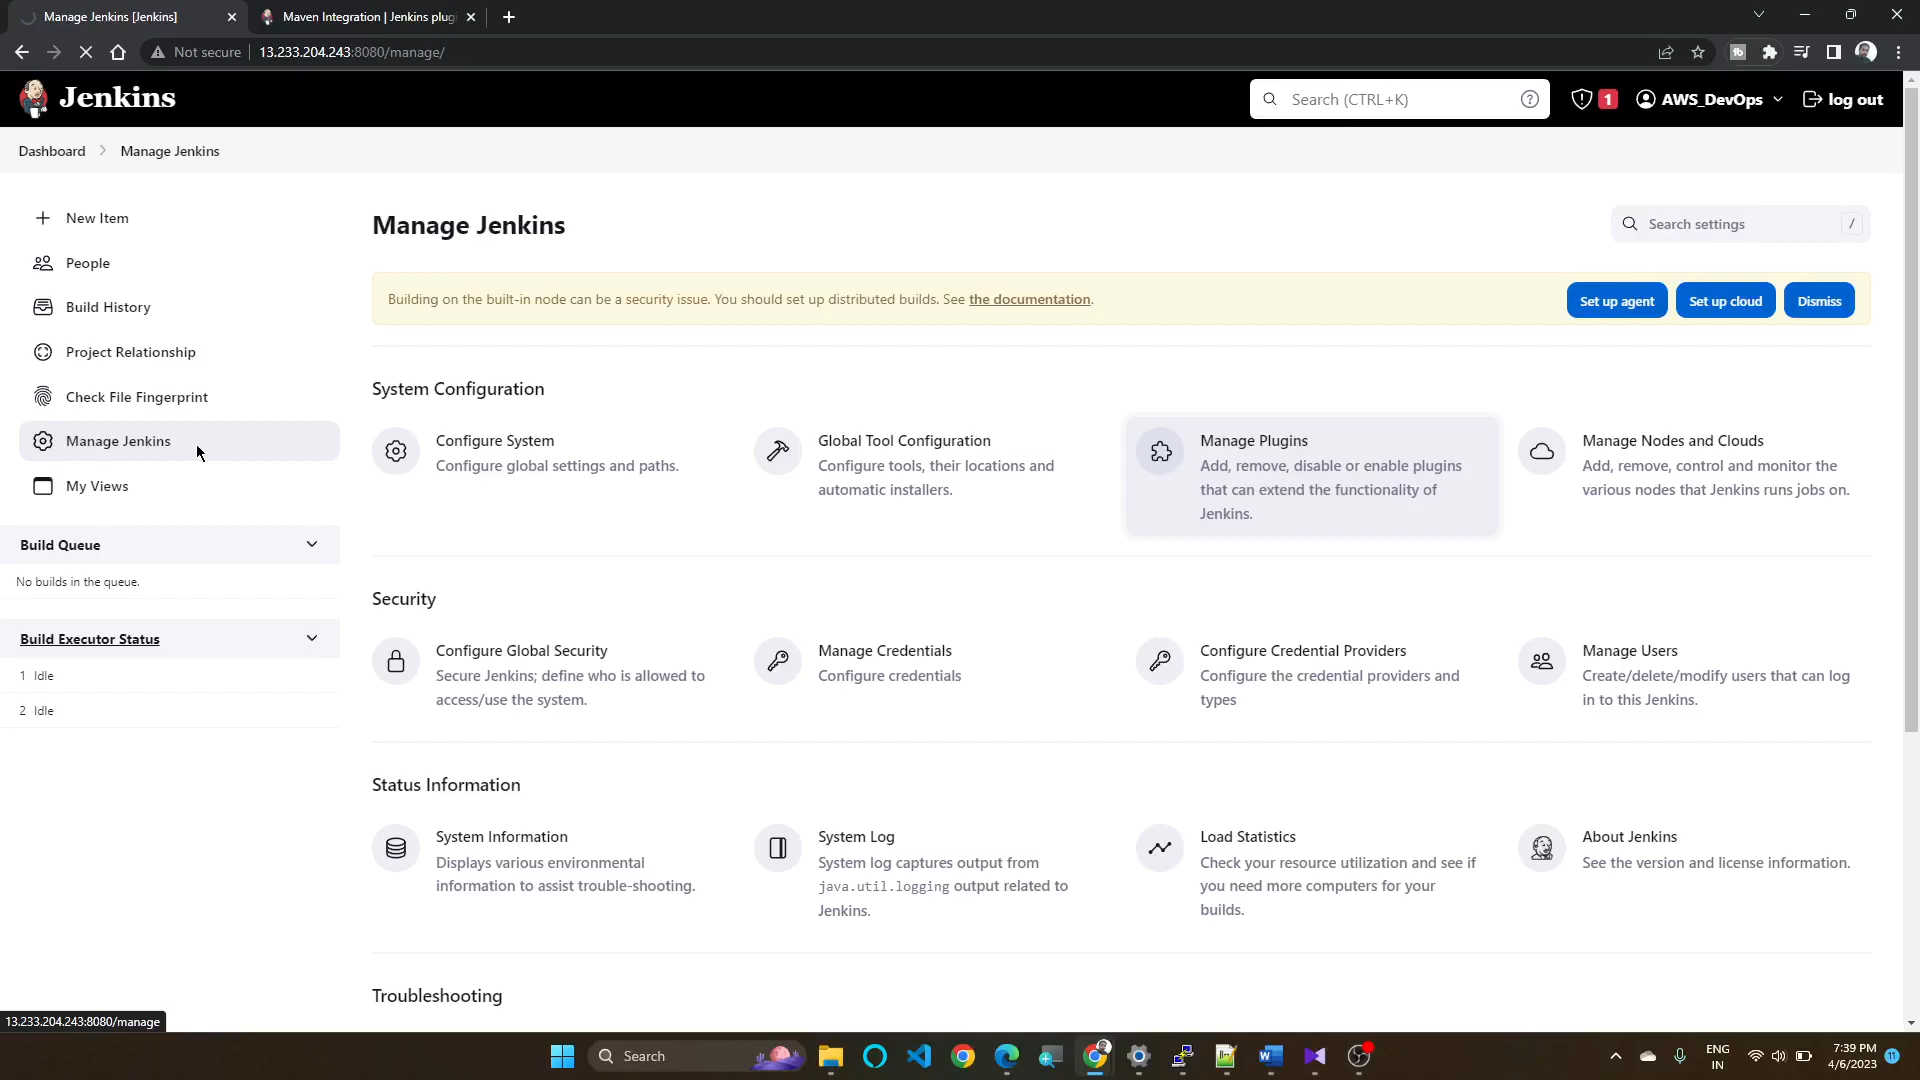 Manage Jenkins [Jenkins]
Maven Integration | Jenkins plug
Not secure
13.233.204.243:8080/manage/
Jenkins
Search (CTRL+K)
1
AWS_DevOps
log out
Dashboard
Manage Jenkins
New Item
People
Build History
Project Relationship
Check File Fingerprint
Manage Jenkins
My Views
Build Queue
No builds in the queue.
Build Executor Status
1 Idle
2 Idle
Manage Jenkins
Search settings
/
Building on the built-in node can be a security issue. You should set up distributed builds. See the documentation.
Set up agent
Set up cloud
Dismiss
System Configuration
Configure System
Configure global settings and paths.
Global Tool Configuration
Configure tools, their locations and
automatic installers.
Manage Plugins
Add, remove, disable or enable plugins
that can extend the functionality of
Jenkins.
Manage Nodes and Clouds
Add, remove, control and monitor the
various nodes that Jenkins runs jobs on.
Security
Configure Global Security
Secure Jenkins; define who is allowed to
access/use the system.
Manage Credentials
Configure credentials
Configure Credential Providers
Configure the credential providers and
types
Manage Users
Create/delete/modify users that can log
in to this Jenkins.
Status Information
System Information
Displays various environmental
information to assist trouble-shooting.
System Log
System log captures output from
java.util.logging output related to
Jenkins.
Load Statistics
Check your resource utilization and see if
you need more computers for your
builds.
About Jenkins
See the version and license information.
Troubleshooting
13.233.204.243:8080/manage
Search
ENG
IN
7:39 PM
4/6/2023
11